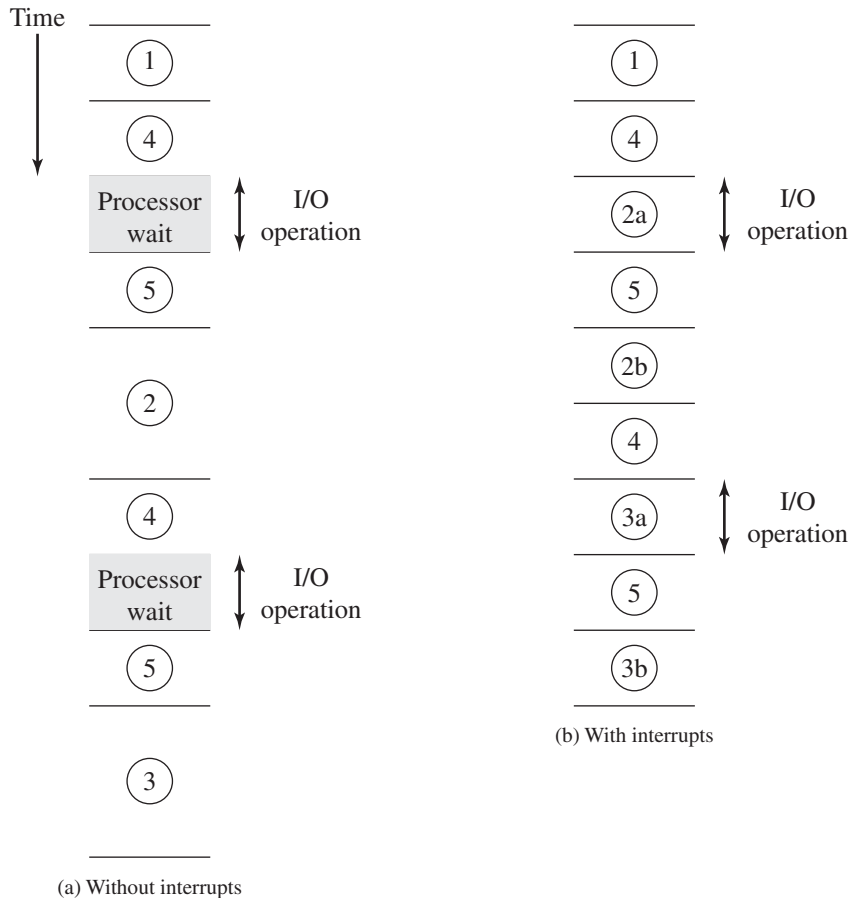 Time
1
4
Processor
wait
I/O
operation
5
2
4
Processor
wait
I/O
operation
5
3
(a) Without interrupts
1
4
2a
I/O
operation
5
2b
4
3a
I/O
operation
5
3b
(b) With interrupts